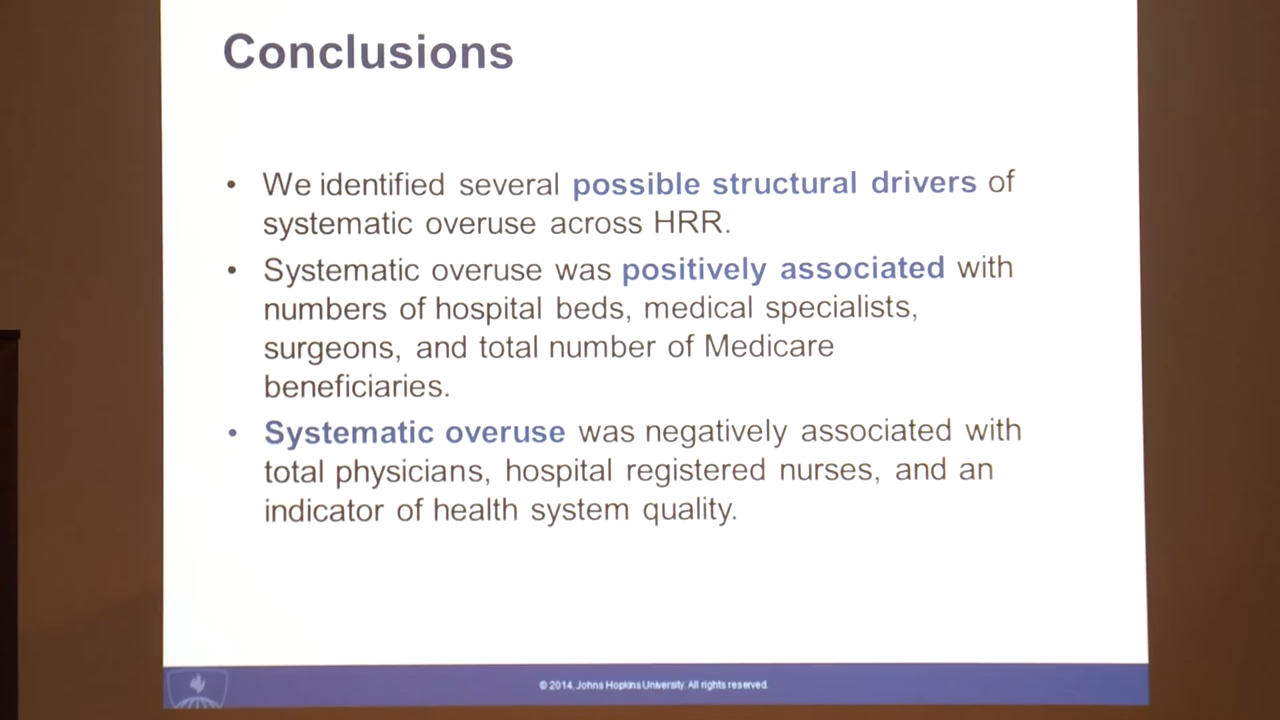 Conclusions
• We identified several possible structural drivers of
systematic overuse across HRR.
• Systematic overuse was positively associated with
numbers of hospital beds, medical specialists,
surgeons, and total number of Medicare
beneficiaries.
• Systematic overuse was negatively associated with
total physicians, hospital registered nurses, and an
indicator of health system quality.
© 2014, Johns Hopkins University. All rights reserved.